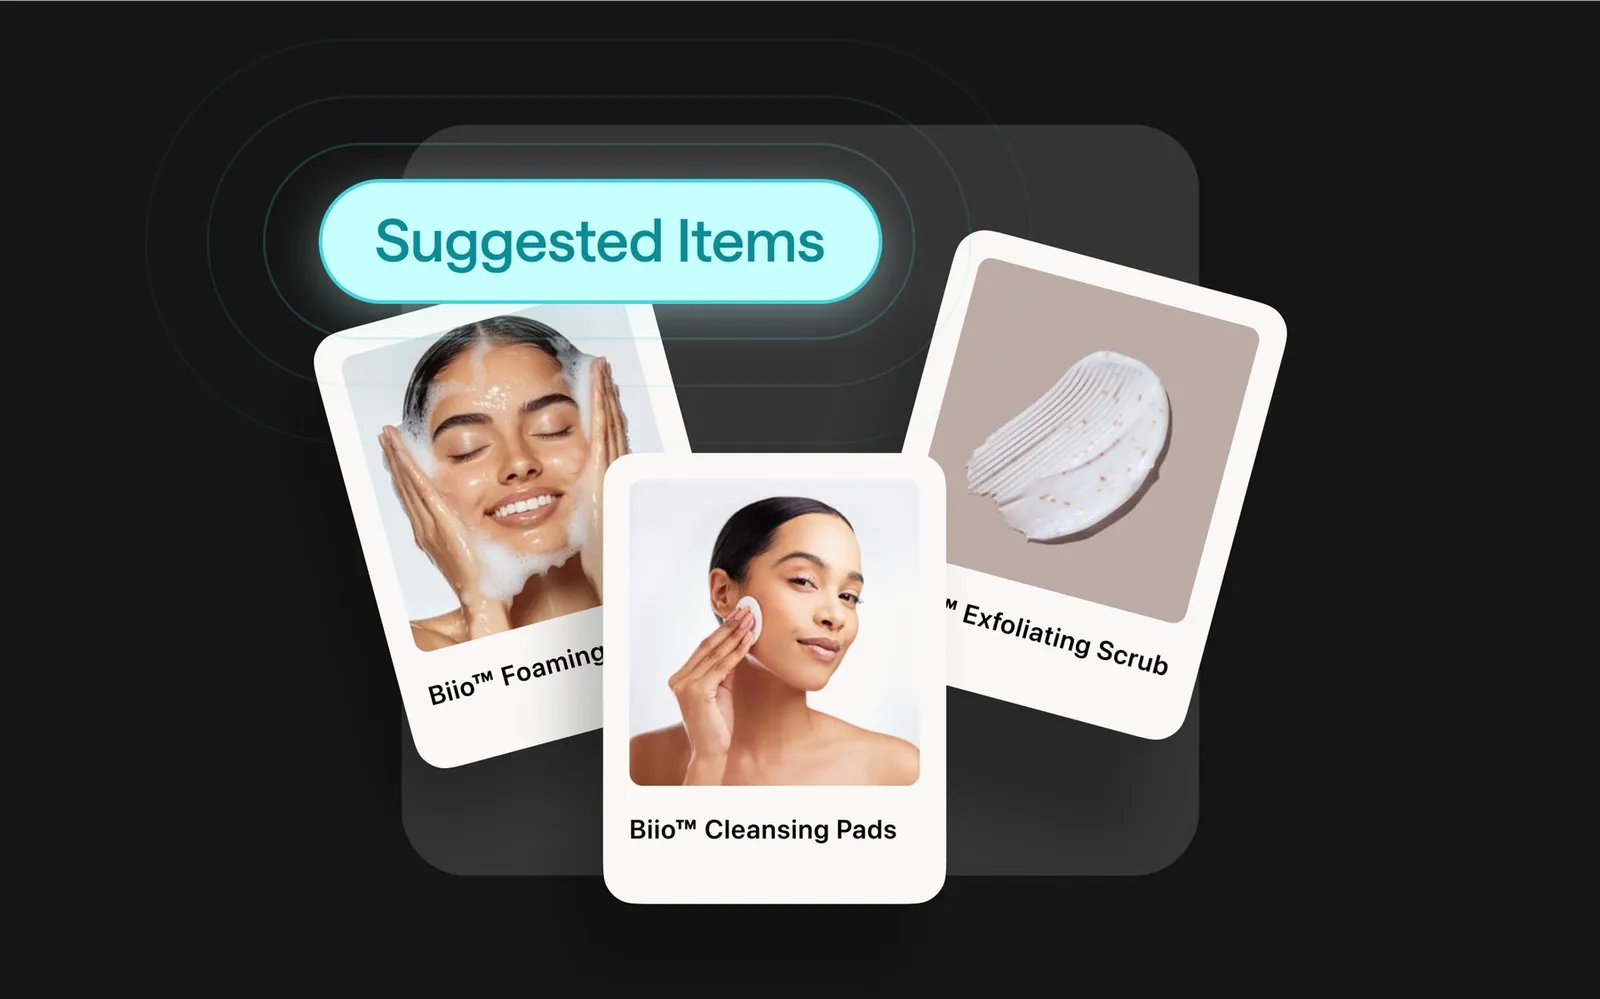 Suggested Items
Biio™ Foaming
™ Exfoliating Scrub
Biio™ Cleansing Pads